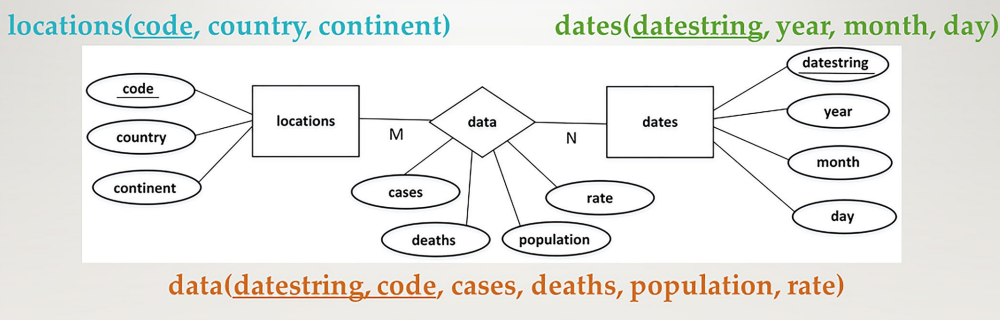 locations(code, country, continent)
dates(datestring, year, month, day)
datestring
code
locations
data
dates
year
M
N
country
month
continent
cases
rate
day
deaths
population
data(datestring, code, cases, deaths, population, rate)